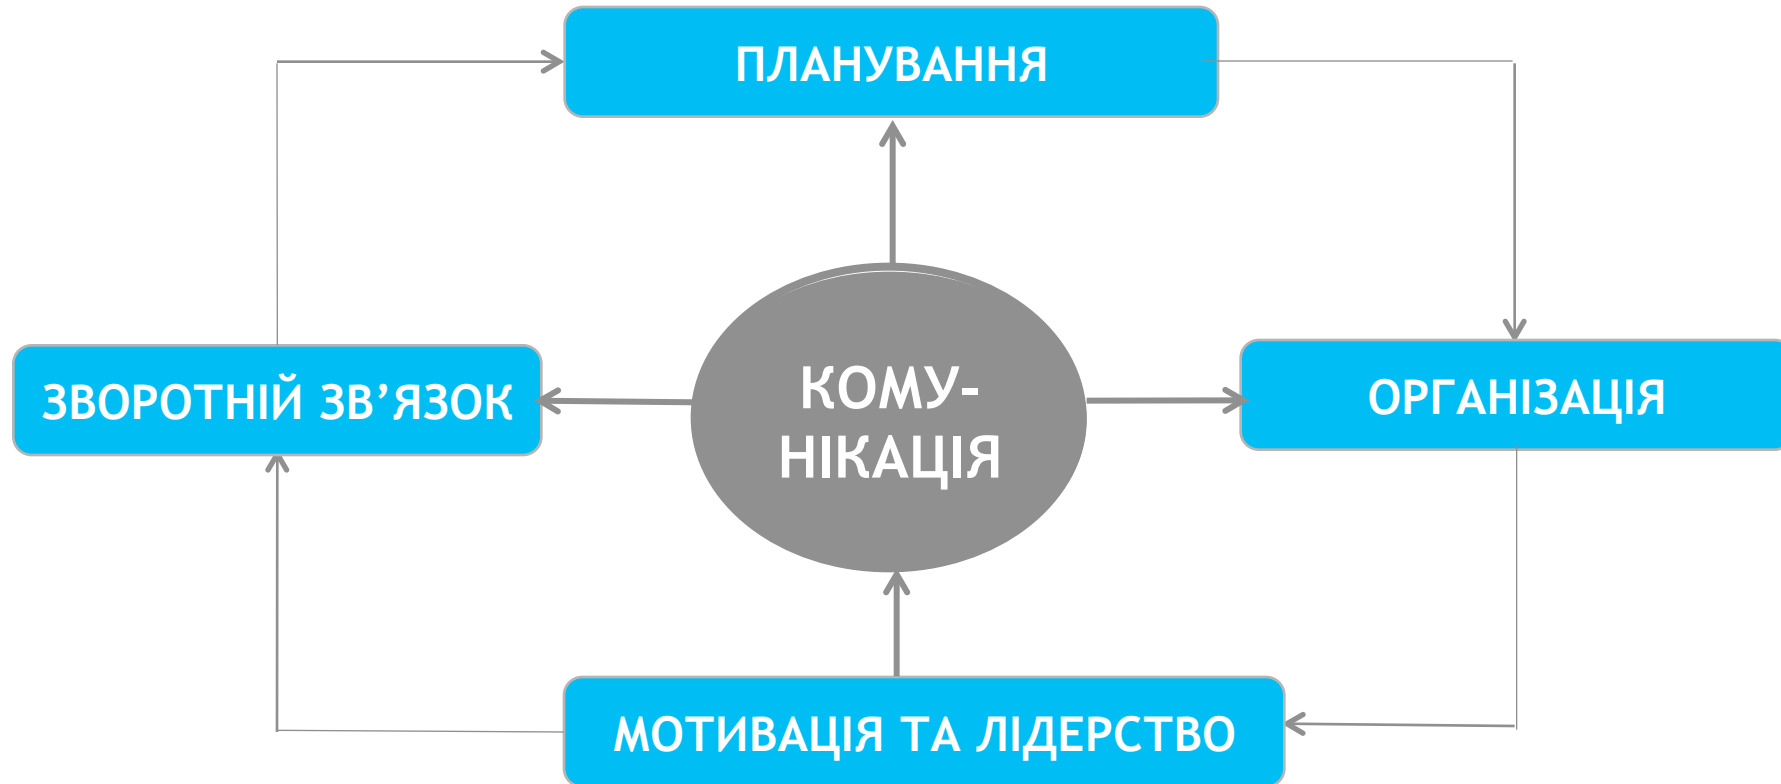 ПЛАНУВАННЯ
ЗВОРОТНІЙ ЗВ’ЯЗОК
КОМУ-
НІКАЦІЯ
ОРГАНІЗАЦІЯ
МОТИВАЦІЯ ТА ЛІДЕРСТВО